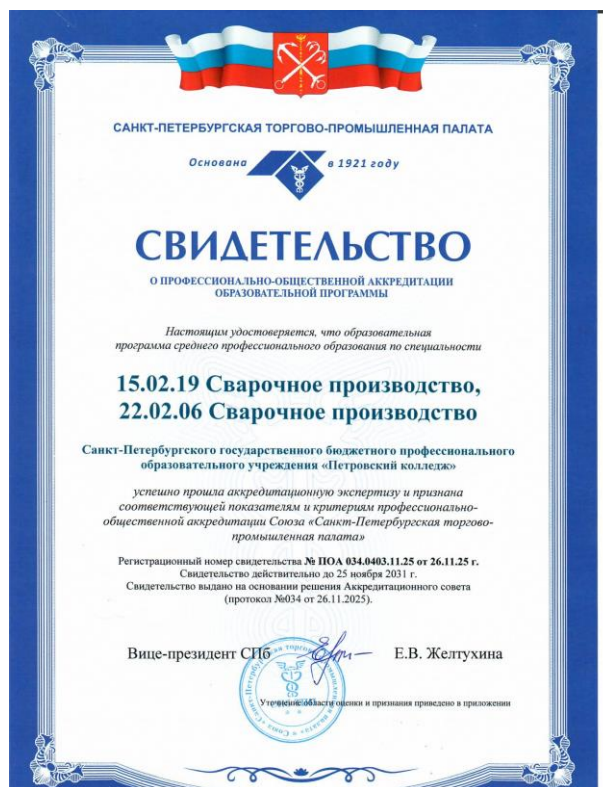 САНКТ-ПЕТЕРБУРГСКАЯ ТОРГОВО-ПРОМЫШЛЕННАЯ ПАЛАТА
Основана в 1921 году
СВИДЕТЕЛЬСТВО
О ПРОФЕССИОНАЛЬНО-ОБЩЕСТВЕННОЙ АККРЕДИТАЦИИ
ОБРАЗОВАТЕЛЬНОЙ ПРОГРАММЫ
Настоящим удостоверяется, что образовательная
программа среднего профессионального образования по специальности
15.02.19 Сварочное производство,
22.02.06 Сварочное производство
Санкт-Петербургского государственного бюджетного профессионального
образовательного учреждения «Петровский колледж»
успешно прошла аккредитационную экспертизу и признана
соответствующей показателям и критериям профессионально-
общественной аккредитации Союза «Санкт-Петербургская торгово-
промышленная палата»
Регистрационный номер свидетельства № ПОА 034.0403.11.25 от 26.11.25 г.
Свидетельство действительно до 25 ноября 2031 г.
Свидетельство выдано на основании решения Аккредитационного совета
(протокол №034 от 26.11.2025).
Вице-президент СПб Е.В. Желтухина
Уточнение области оценки и признания приведено в приложении